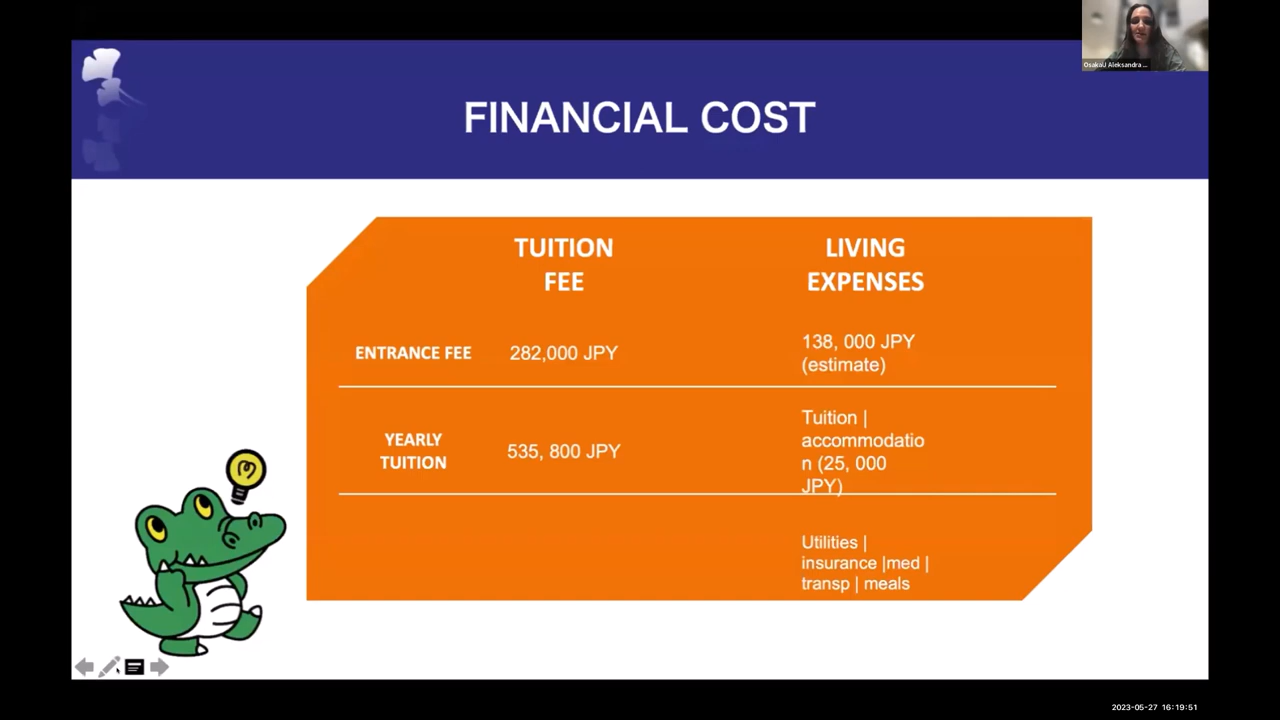 OsakaU Aleksandra ...
FINANCIAL COST
TUITION
FEE
LIVING
EXPENSES
ENTRANCE FEE
282,000 JPY
138, 000 JPY
(estimate)
YEARLY
TUITION
535, 800 JPY
Tuition |
accommodatio
n (25, 000
JPY)
Utilities |
insurance |med |
transp | meals
2023-05-27 16:19:51